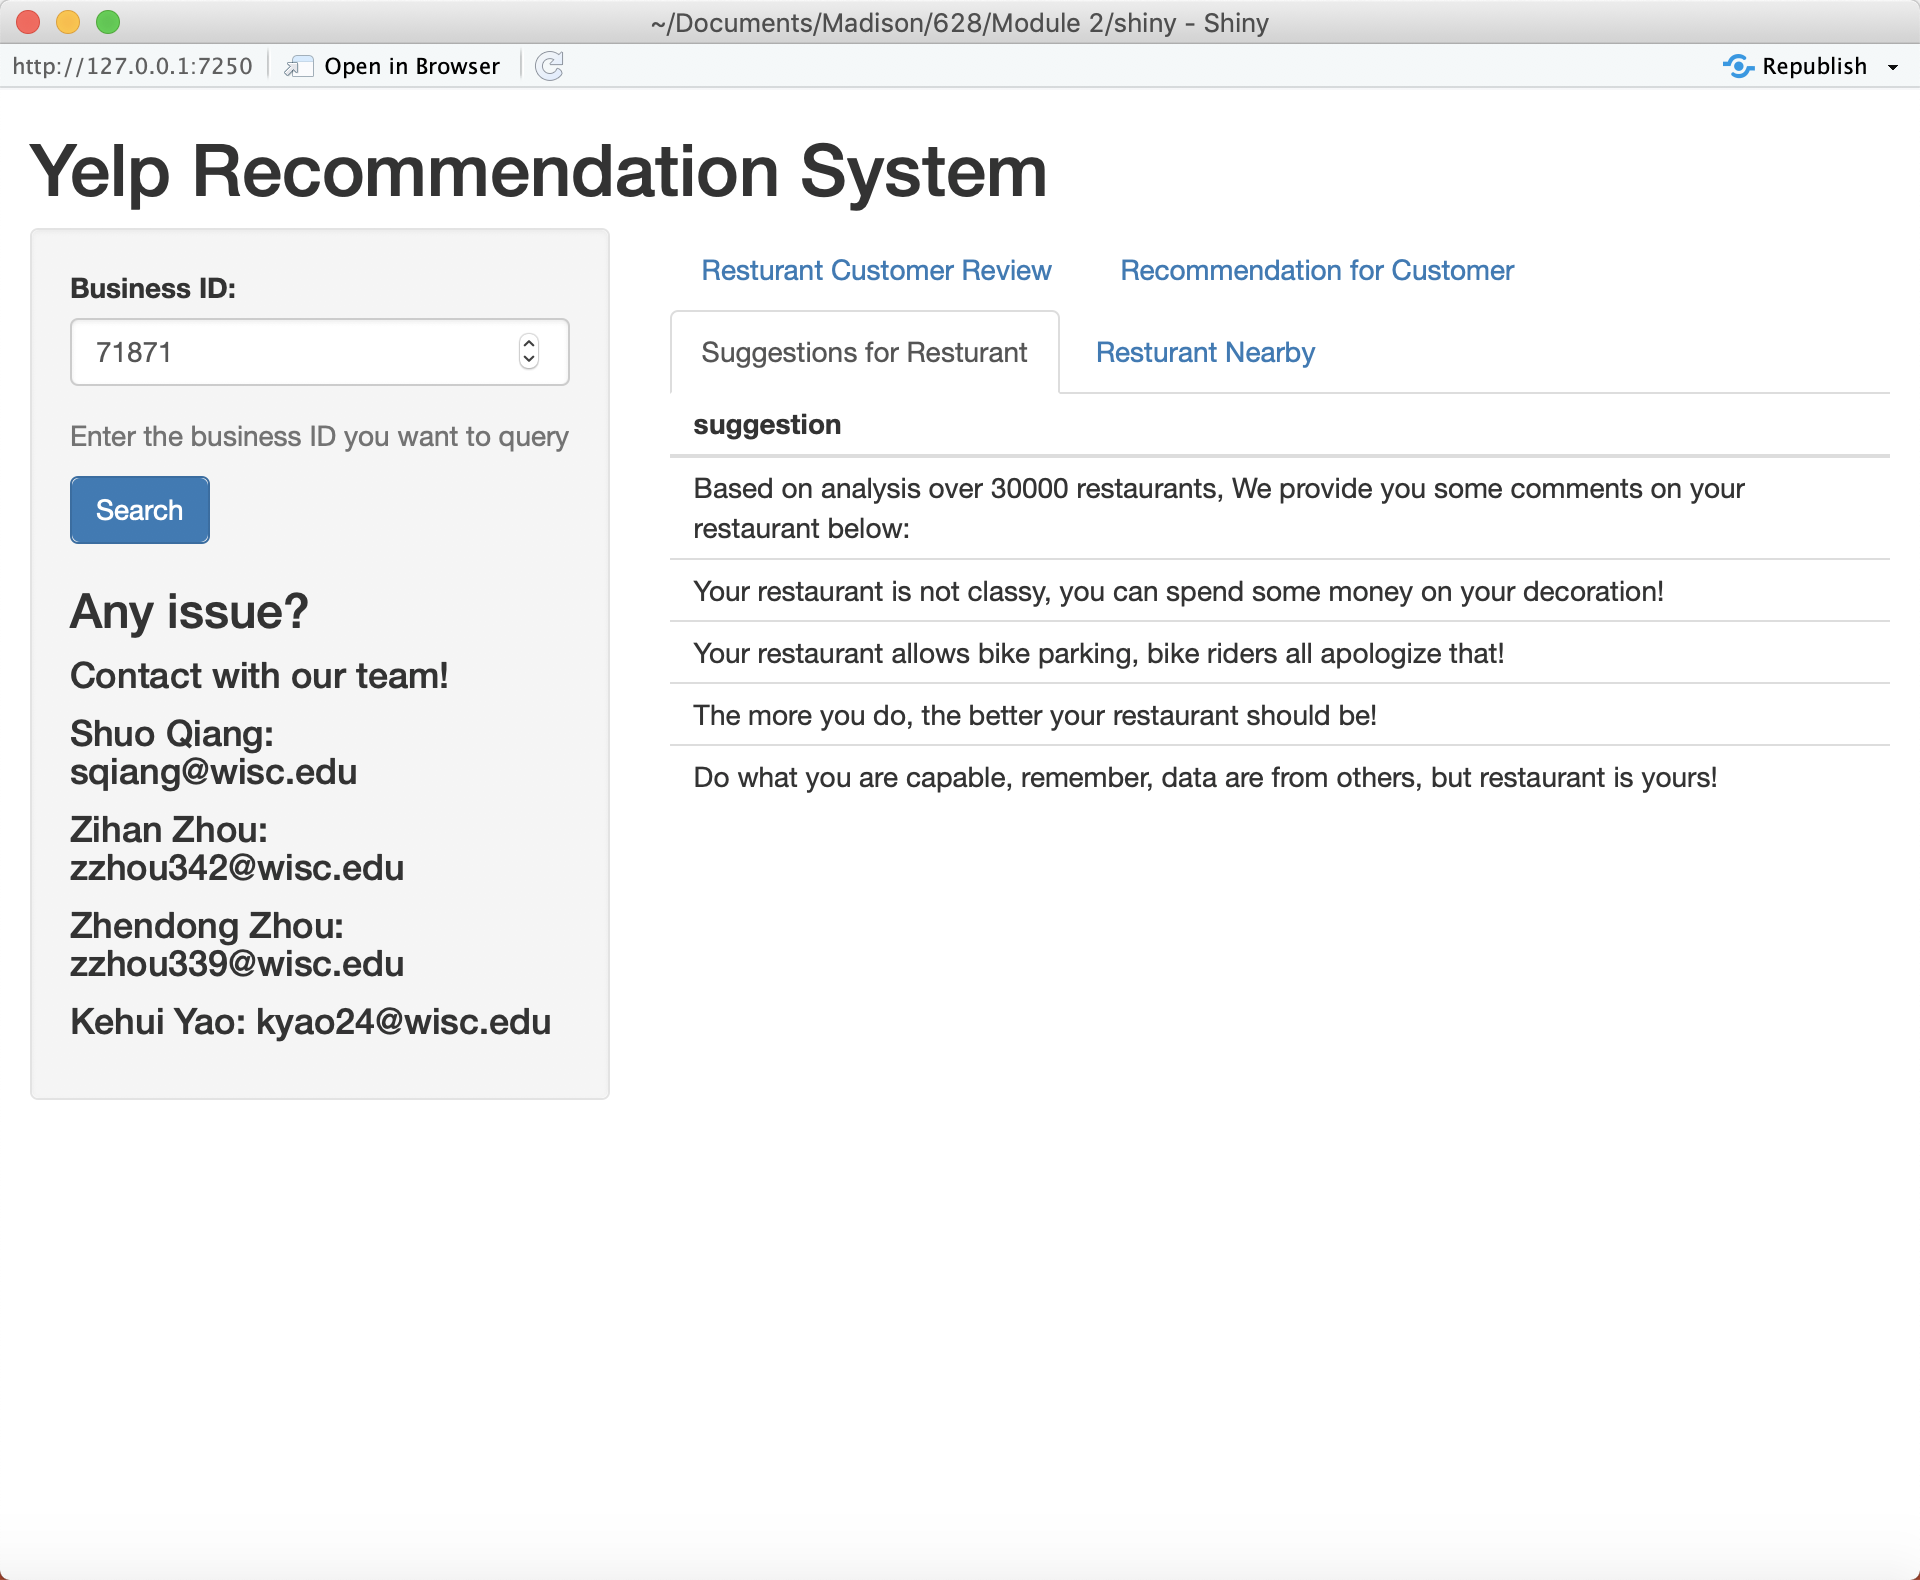 ~/Documents/Madison/628/Module 2/shiny - Shiny
http://127.0.0.1:7250 Open in Browser Republish
Yelp Recommendation System
Business ID:
71871
Enter the business ID you want to query
Search
Any issue?
Contact with our team!
Shuo Qiang:
sqiang@wisc.edu
Zihan Zhou:
zzhou342@wisc.edu
Zhendong Zhou:
zzhou339@wisc.edu
Kehui Yao: kyao24@wisc.edu
Resturant Customer Review Recommendation for Customer
Suggestions for Resturant Resturant Nearby
suggestion
Based on analysis over 30000 restaurants, We provide you some comments on your
restaurant below:
Your restaurant is not classy, you can spend some money on your decoration!
Your restaurant allows bike parking, bike riders all apologize that!
The more you do, the better your restaurant should be!
Do what you are capable, remember, data are from others, but restaurant is yours!